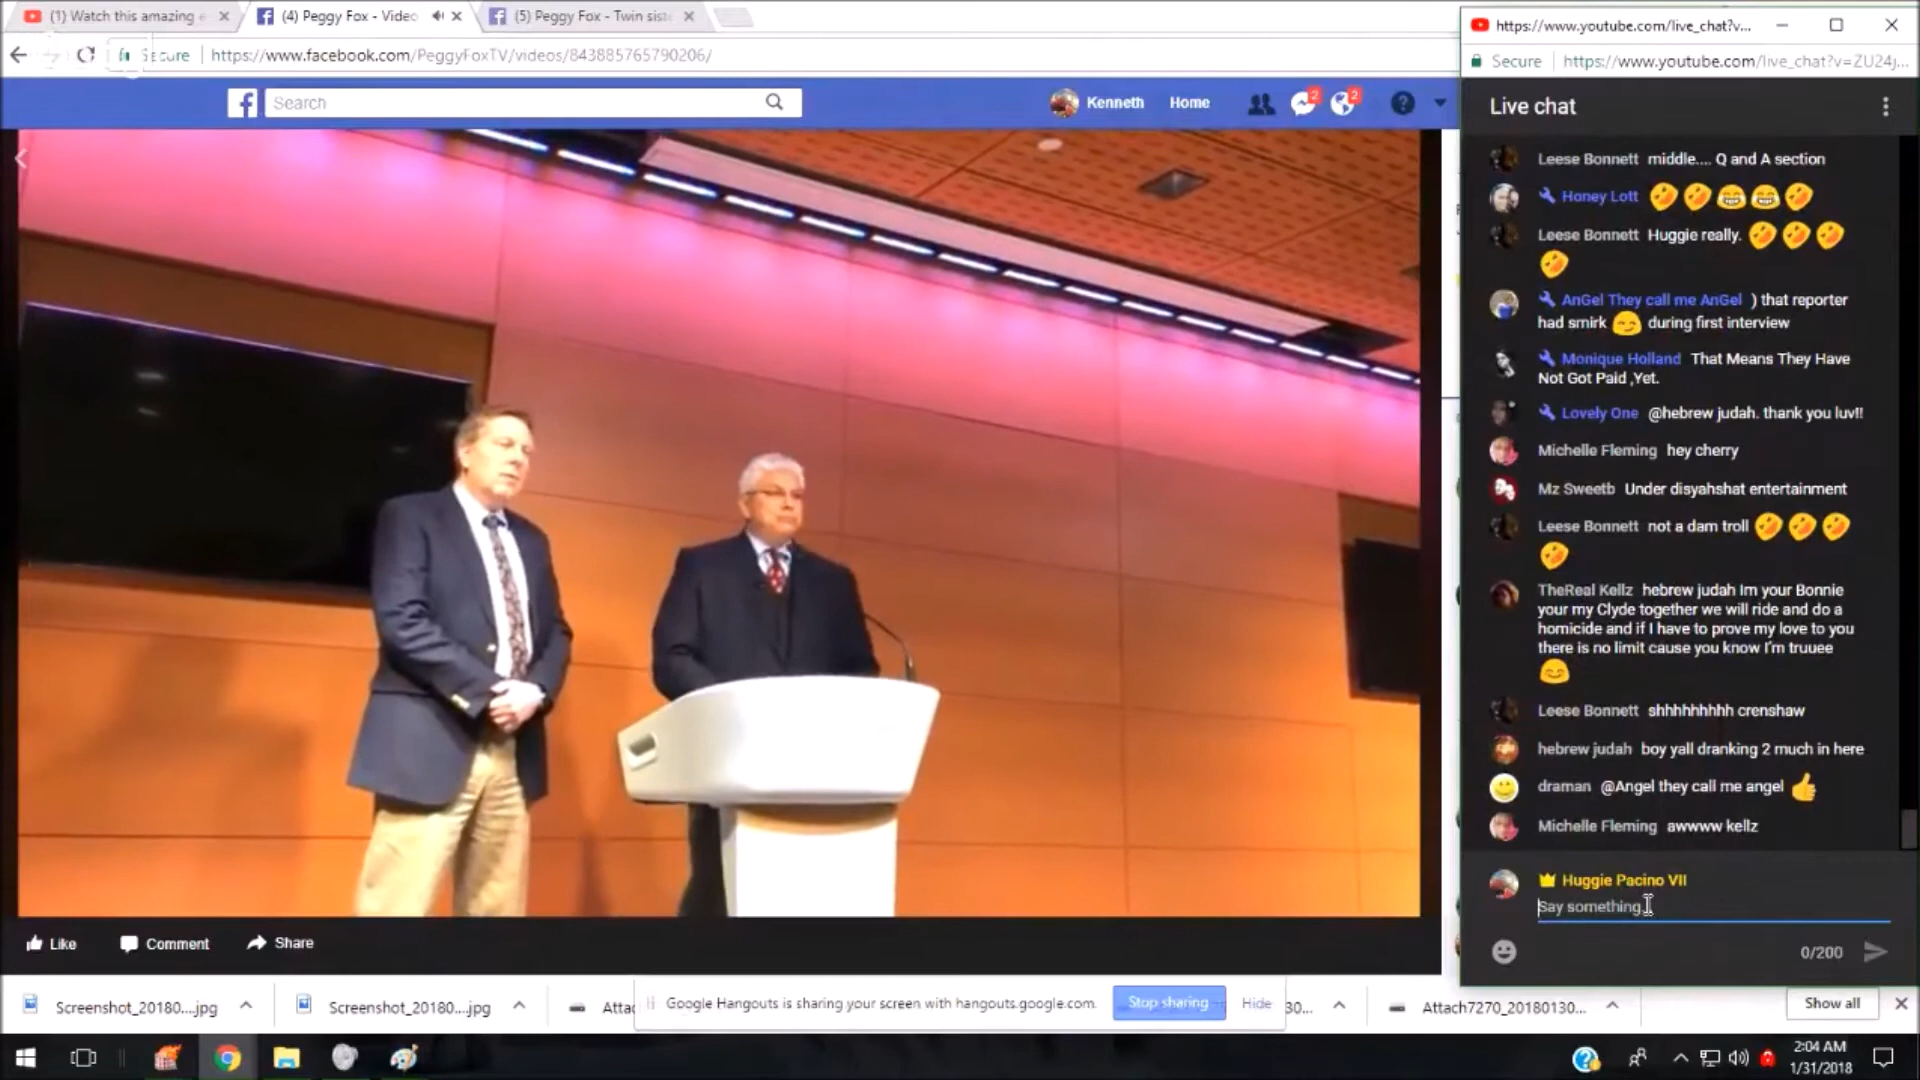 (1) Watch this amazing
(4) Peggy Fox - Video
(5) Peggy Fox - Twin sist
https://www.youtube.com/live_chat?v...
Secure
https://www.facebook.com/PeggyFoxTV/videos/843885765790206/
Secure
https://www.youtube.com/live_chat?v=ZU24j...
Search
Kenneth
Home
2
2
Live chat
Leese Bonnett middle.... Q and A section
Honey Lott
Leese Bonnett Huggie really.
AnGel They call me AnGel ) that reporter
had smirk during first interview
Monique Holland That Means They Have
Not Got Paid ,Yet.
Lovely One @hebrew judah. thank you luv!!
Michelle Fleming hey cherry
Mz Sweetb Under disyahshat entertainment
Leese Bonnett not a dam troll
TheReal Kellz hebrew judah Im your Bonnie
your my Clyde together we will ride and do a
homicide and if I have to prove my love to you
there is no limit cause you know I'm truuee
Leese Bonnett shhhhhhhhh crenshaw
hebrew judah boy yall dranking 2 much in here
draman @Angel they call me angel
Michelle Fleming awwww kellz
Huggie Pacino VII
Say something
0/200
Like
Comment
Share
Screenshot_20180....jpg
Screenshot_20180....jpg
Attac
Google Hangouts is sharing your screen with hangouts.google.com.
Stop sharing
Hide
30...
Attach7270_20180130...
Show all
2:04 AM
1/31/2018